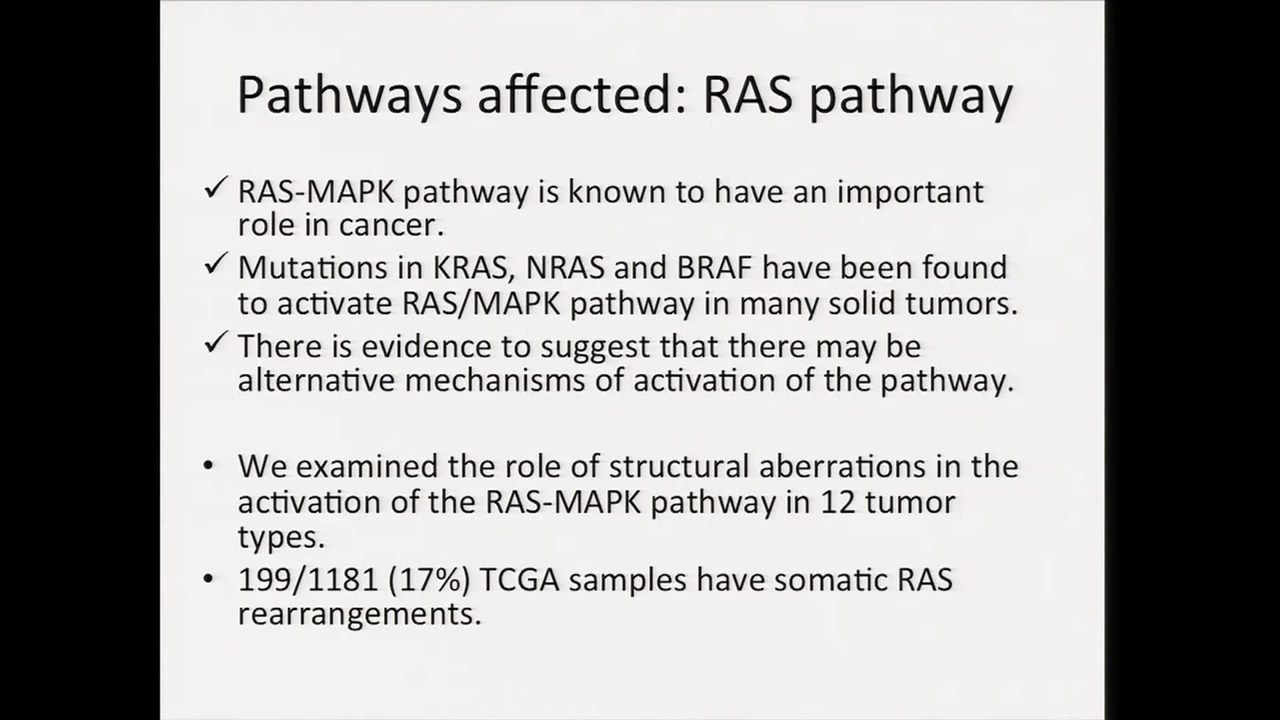 Pathways affected: RAS pathway
✓ RAS-MAPK pathway is known to have an important
role in cancer.
✓ Mutations in KRAS, NRAS and BRAF have been found
to activate RAS/MAPK pathway in many solid tumors.
✓ There is evidence to suggest that there may be
alternative mechanisms of activation of the pathway.
• We examined the role of structural aberrations in the
activation of the RAS-MAPK pathway in 12 tumor
types.
• 199/1181 (17%) TCGA samples have somatic RAS
rearrangements.